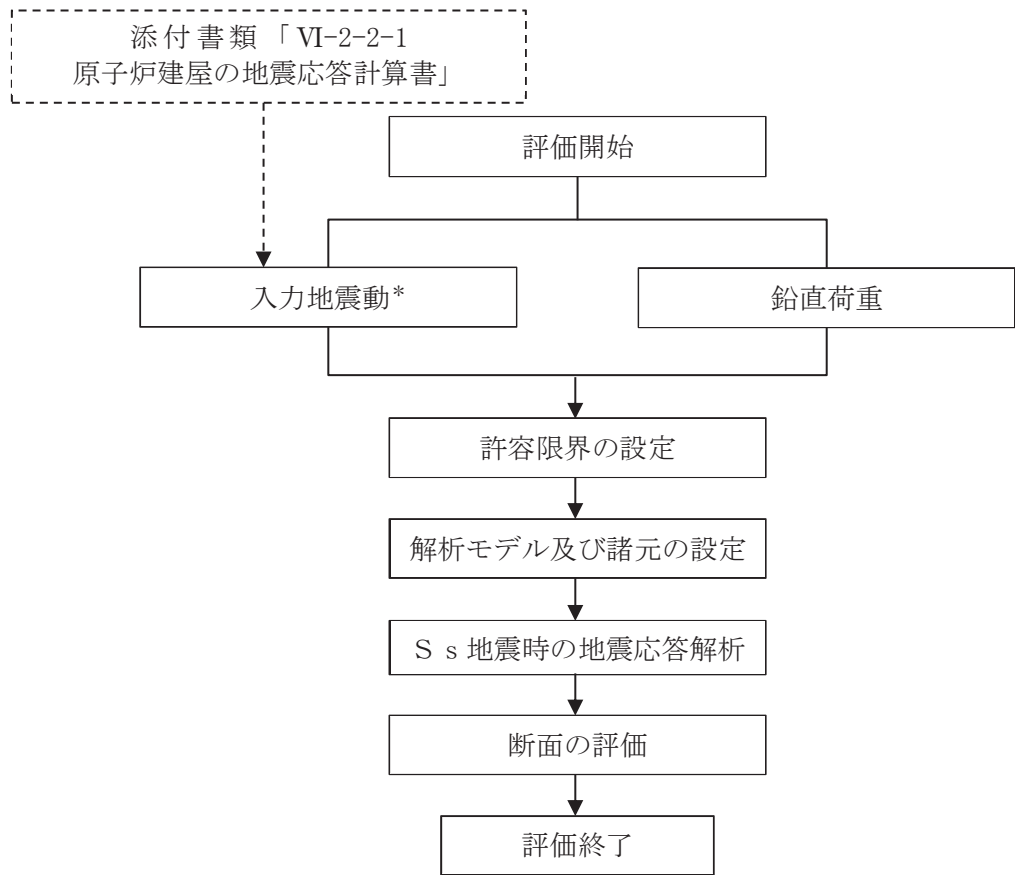 添付書類「Ⅵ-2-2-1
原子炉建屋の地震応答計算書」
評価開始
入力地震動*
鉛直荷重
許容限界の設定
解析モデル及び諸元の設定
Ｓｓ地震時の地震応答解析
断面の評価
評価終了